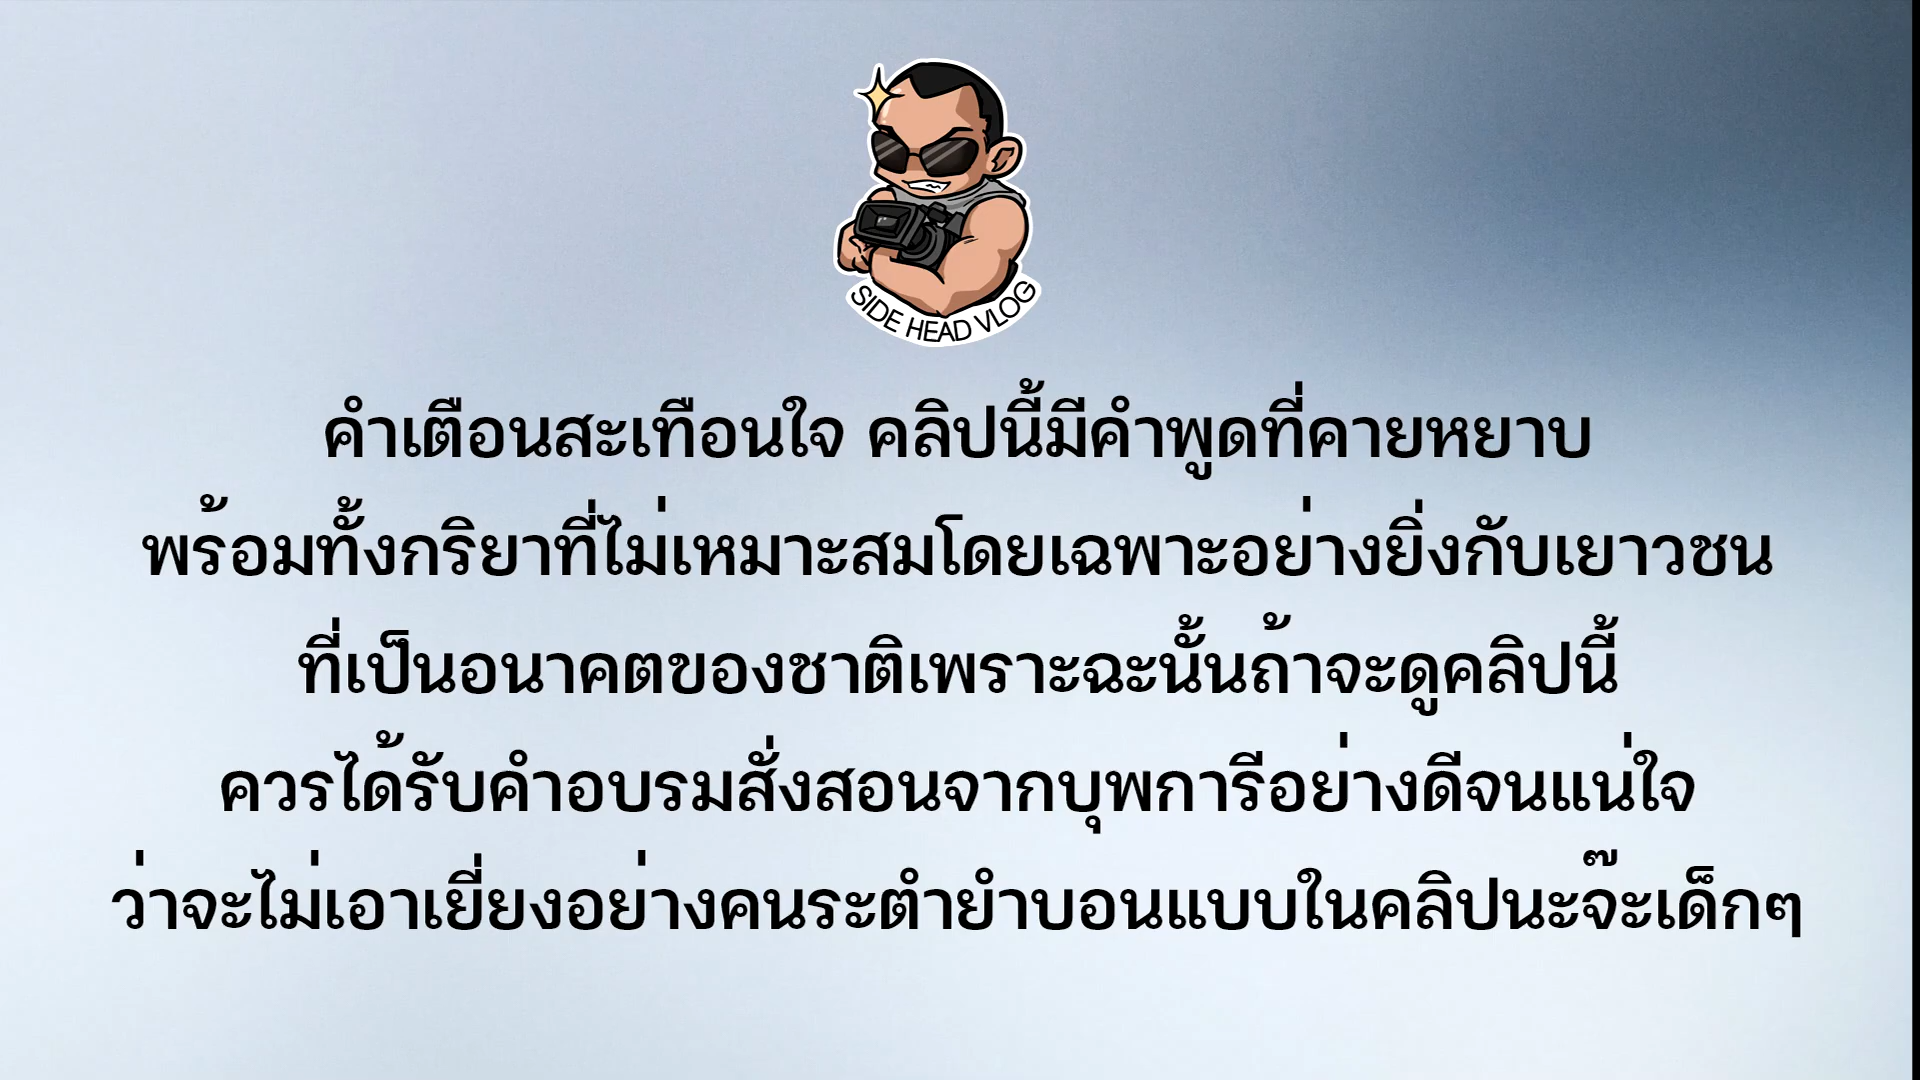 SIDE HEAD VLOG
คำเตือนสะเทือนใจ คลิปนี้มีคำพูดที่คายหยาบ
พร้อมทั้งกริยาที่ไม่เหมาะสมโดยเฉพาะอย่างยิ่งกับเยาวชน
ที่เป็นอนาคตของชาติเพราะฉะนั้นถ้าจะดูคลิปนี้
ควรได้รับคำอบรมสั่งสอนจากบุพการีอย่างดีจนแน่ใจ
ว่าจะไม่เอาเยี่ยงอย่างคนระตำยำบอนแบบในคลิปนะจ๊ะเด็กๆ